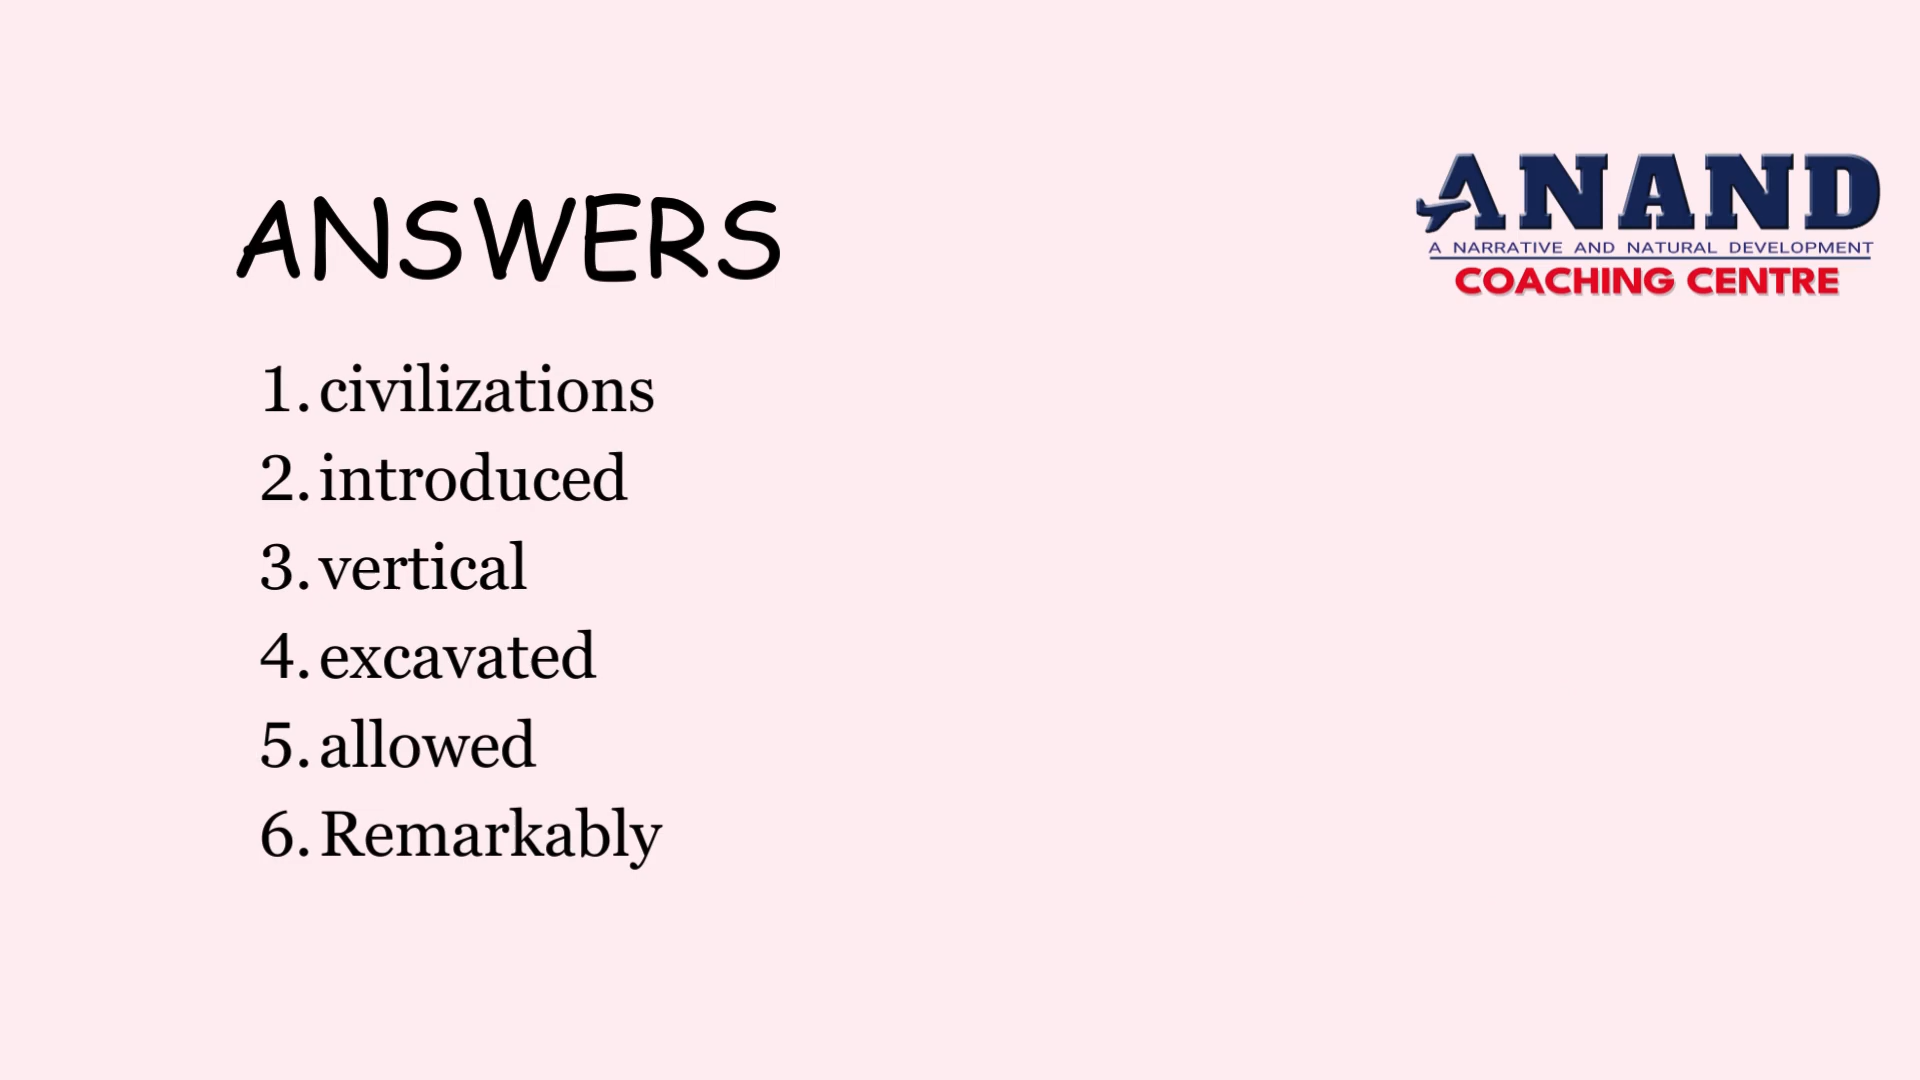 ANAND
A NARRATIVE AND NATURAL DEVELOPMENT
COACHING CENTRE
ANSWERS
1. civilizations
2. introduced
3. vertical
4. excavated
5. allowed
6. Remarkably